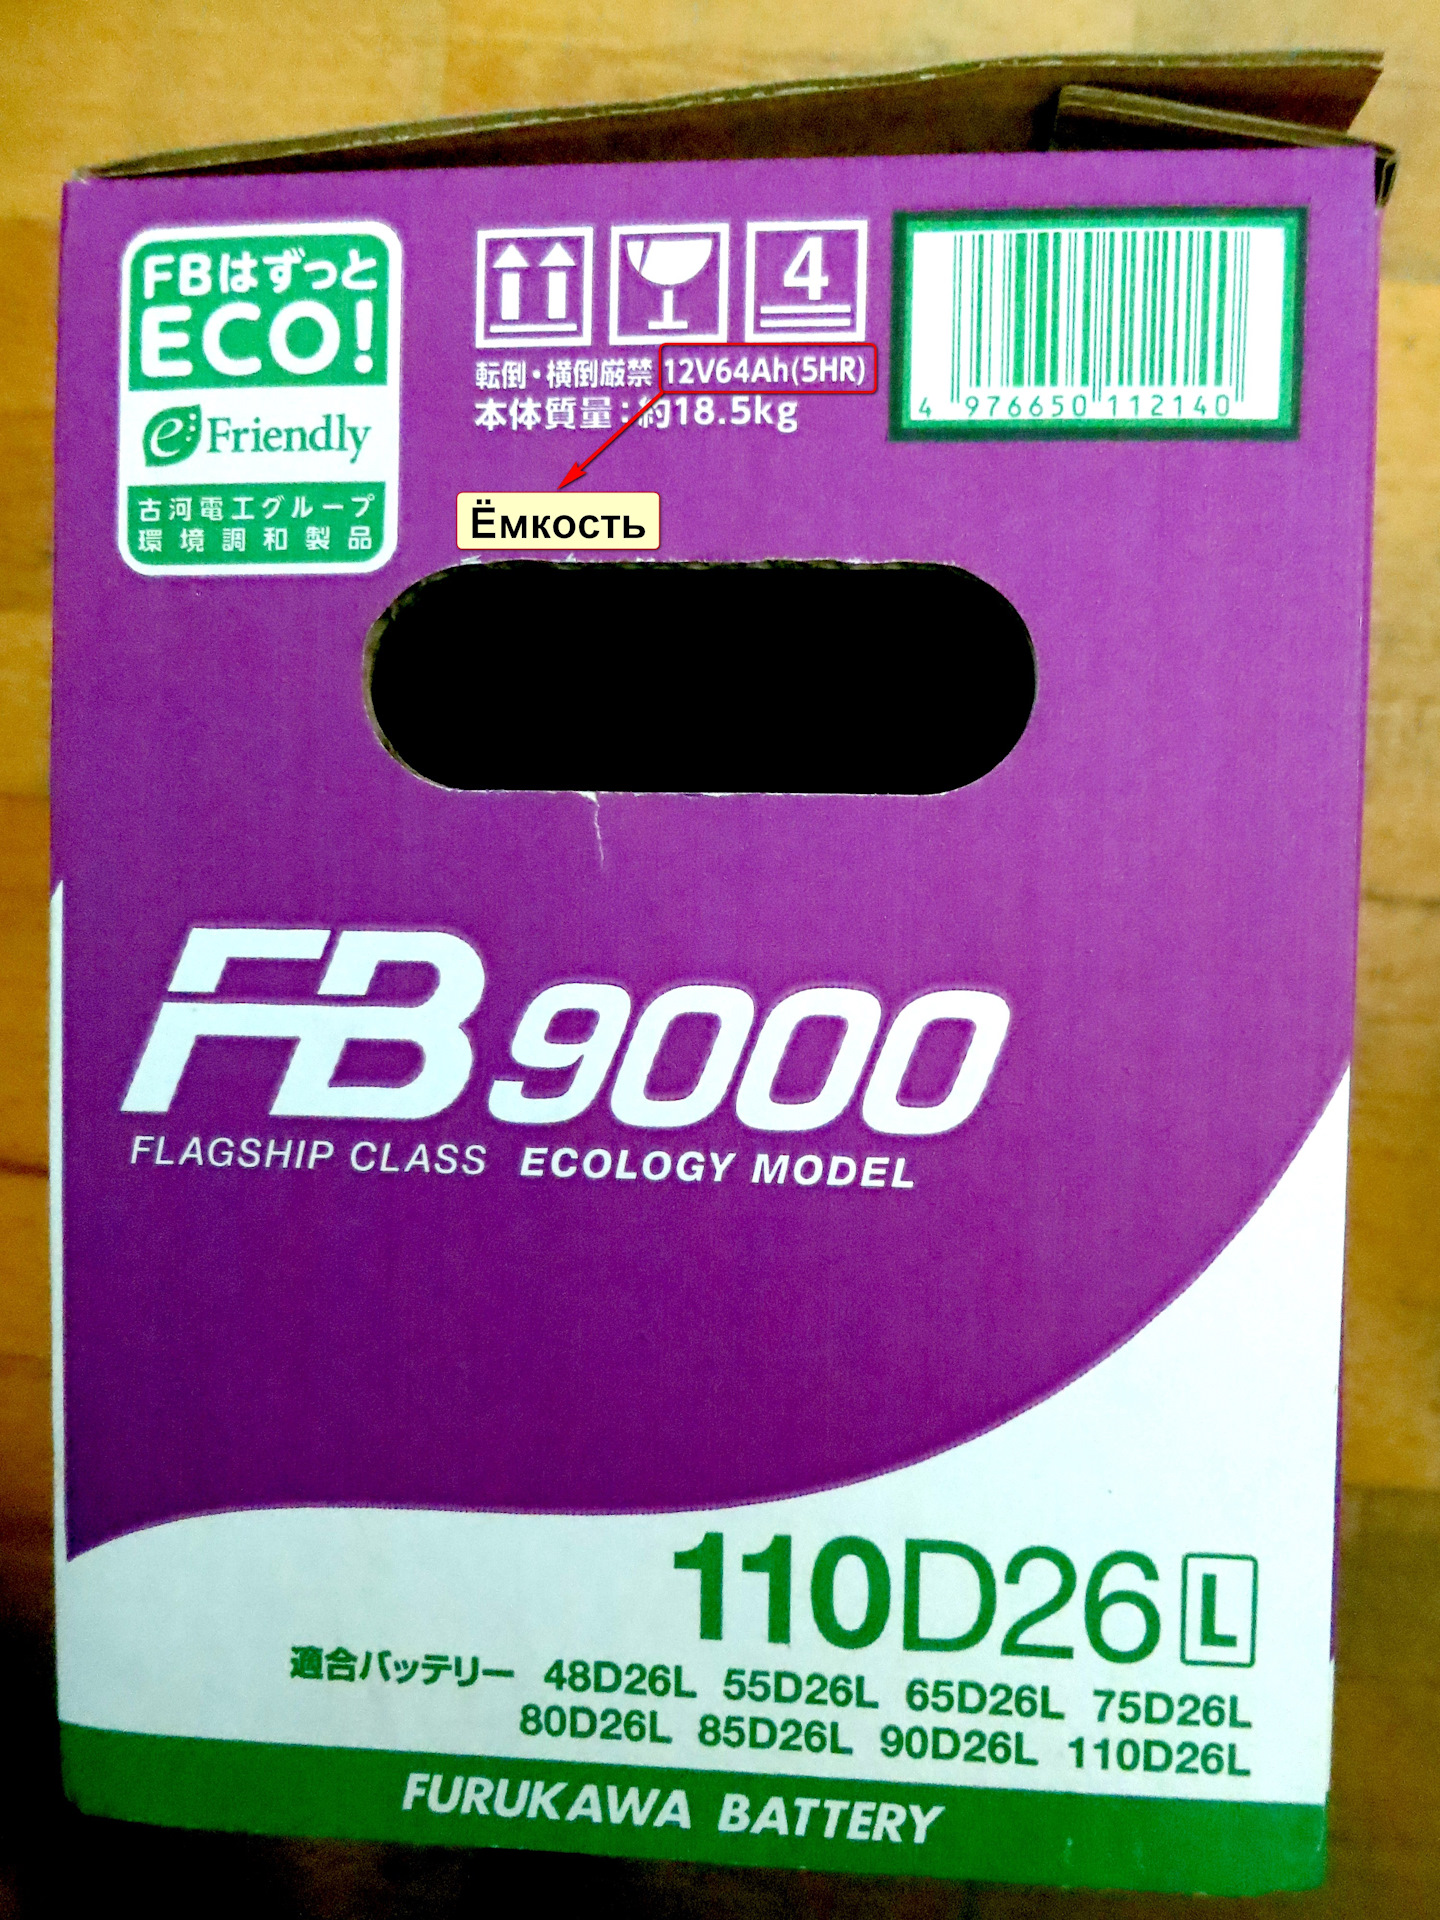 FBはずっと
ECO!
e Friendly
古河電工グループ
環境調和製品
4
転倒・横倒厳禁 12V64Ah(5HR)
本体質量:約18.5kg
4 976650 112140
Ёмкость
FB9000
FLAGSHIP CLASS ECOLOGY MODEL
110D26L
適合バッテリー 48D26L 55D26L 65D26L 75D26L
80D26L 85D26L 90D26L 110D26L
FURUKAWA BATTERY